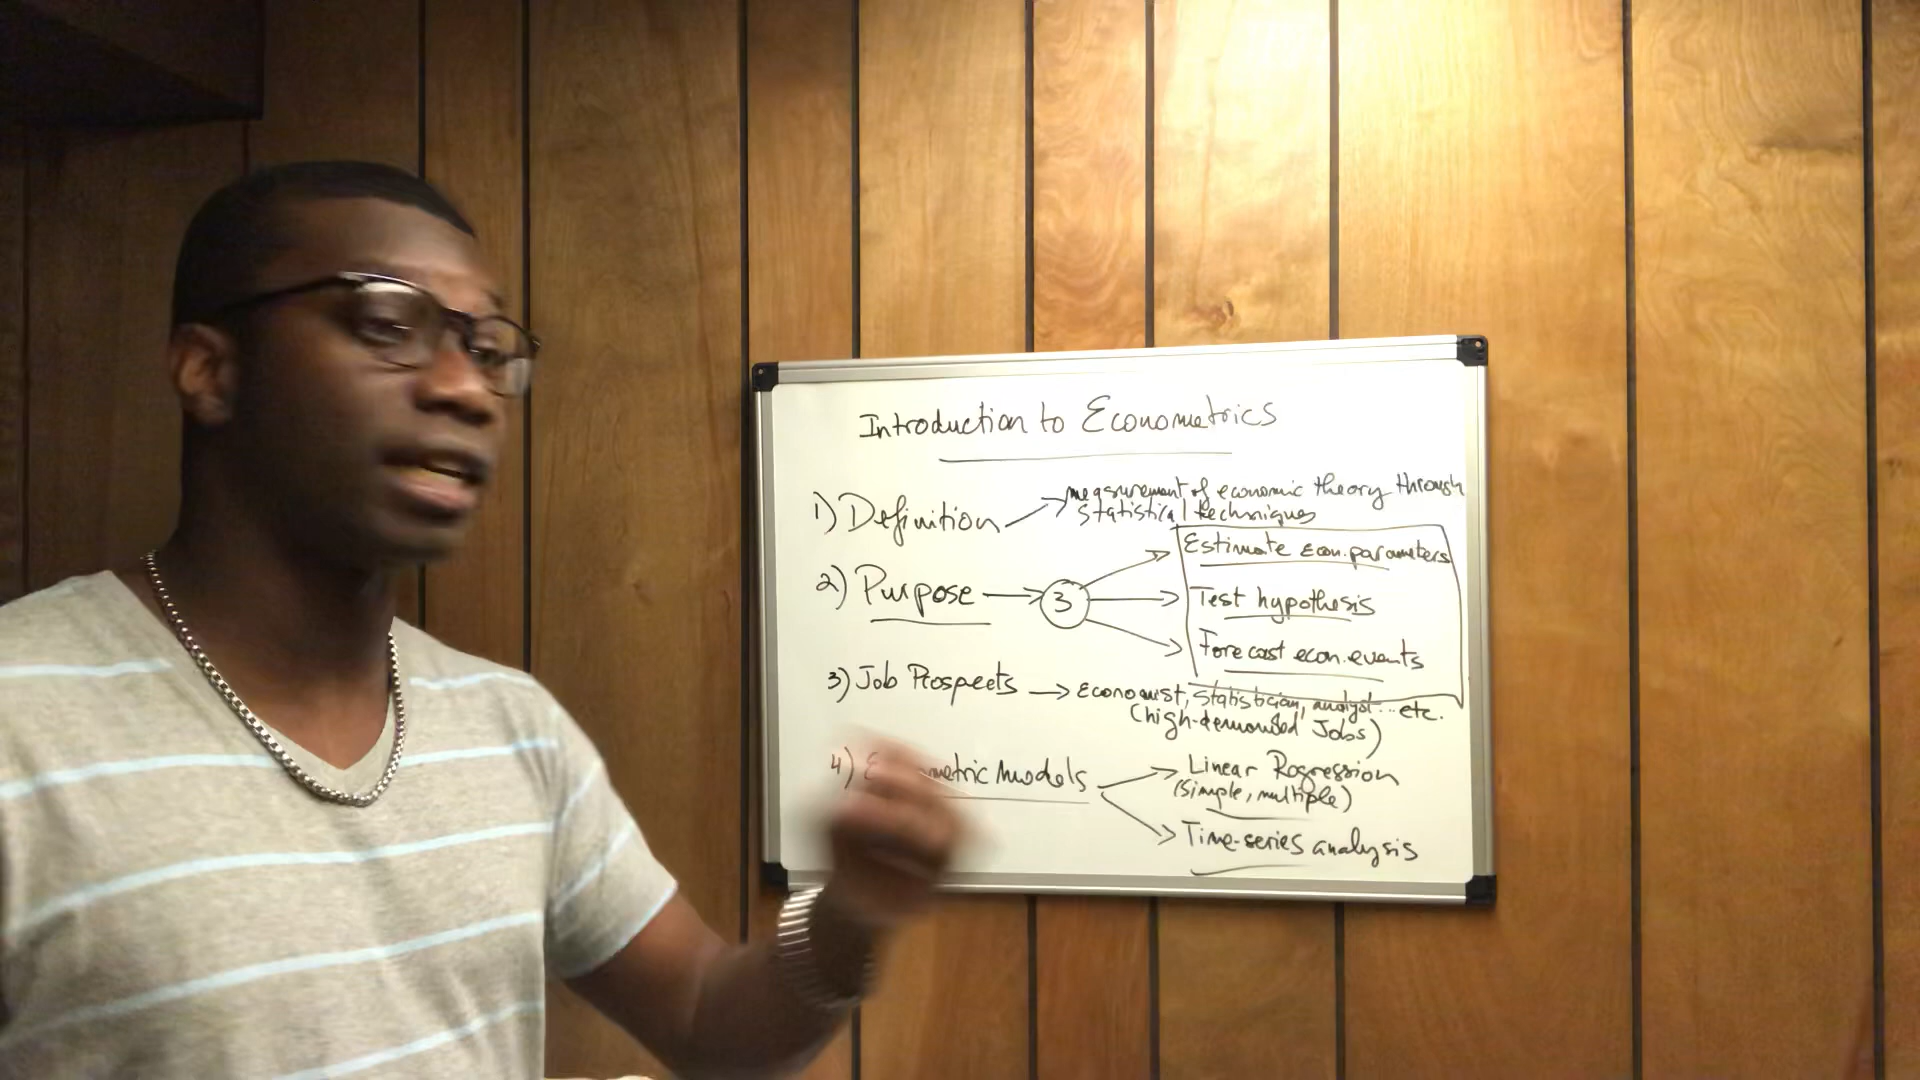 Introduction to Econometrics
1) Definition → measurement of economic theory through
statistical techniques
2) Purpose → 3 → Estimate econ. parameters
→ Test hypothesis
→ Forecast econ. events
3) Job Prospects → Economist, statistician, analyst... etc.
(high-demanded Jobs)
4) metric models → Linear Regression
(simple, multiple)
→ Time-series analysis